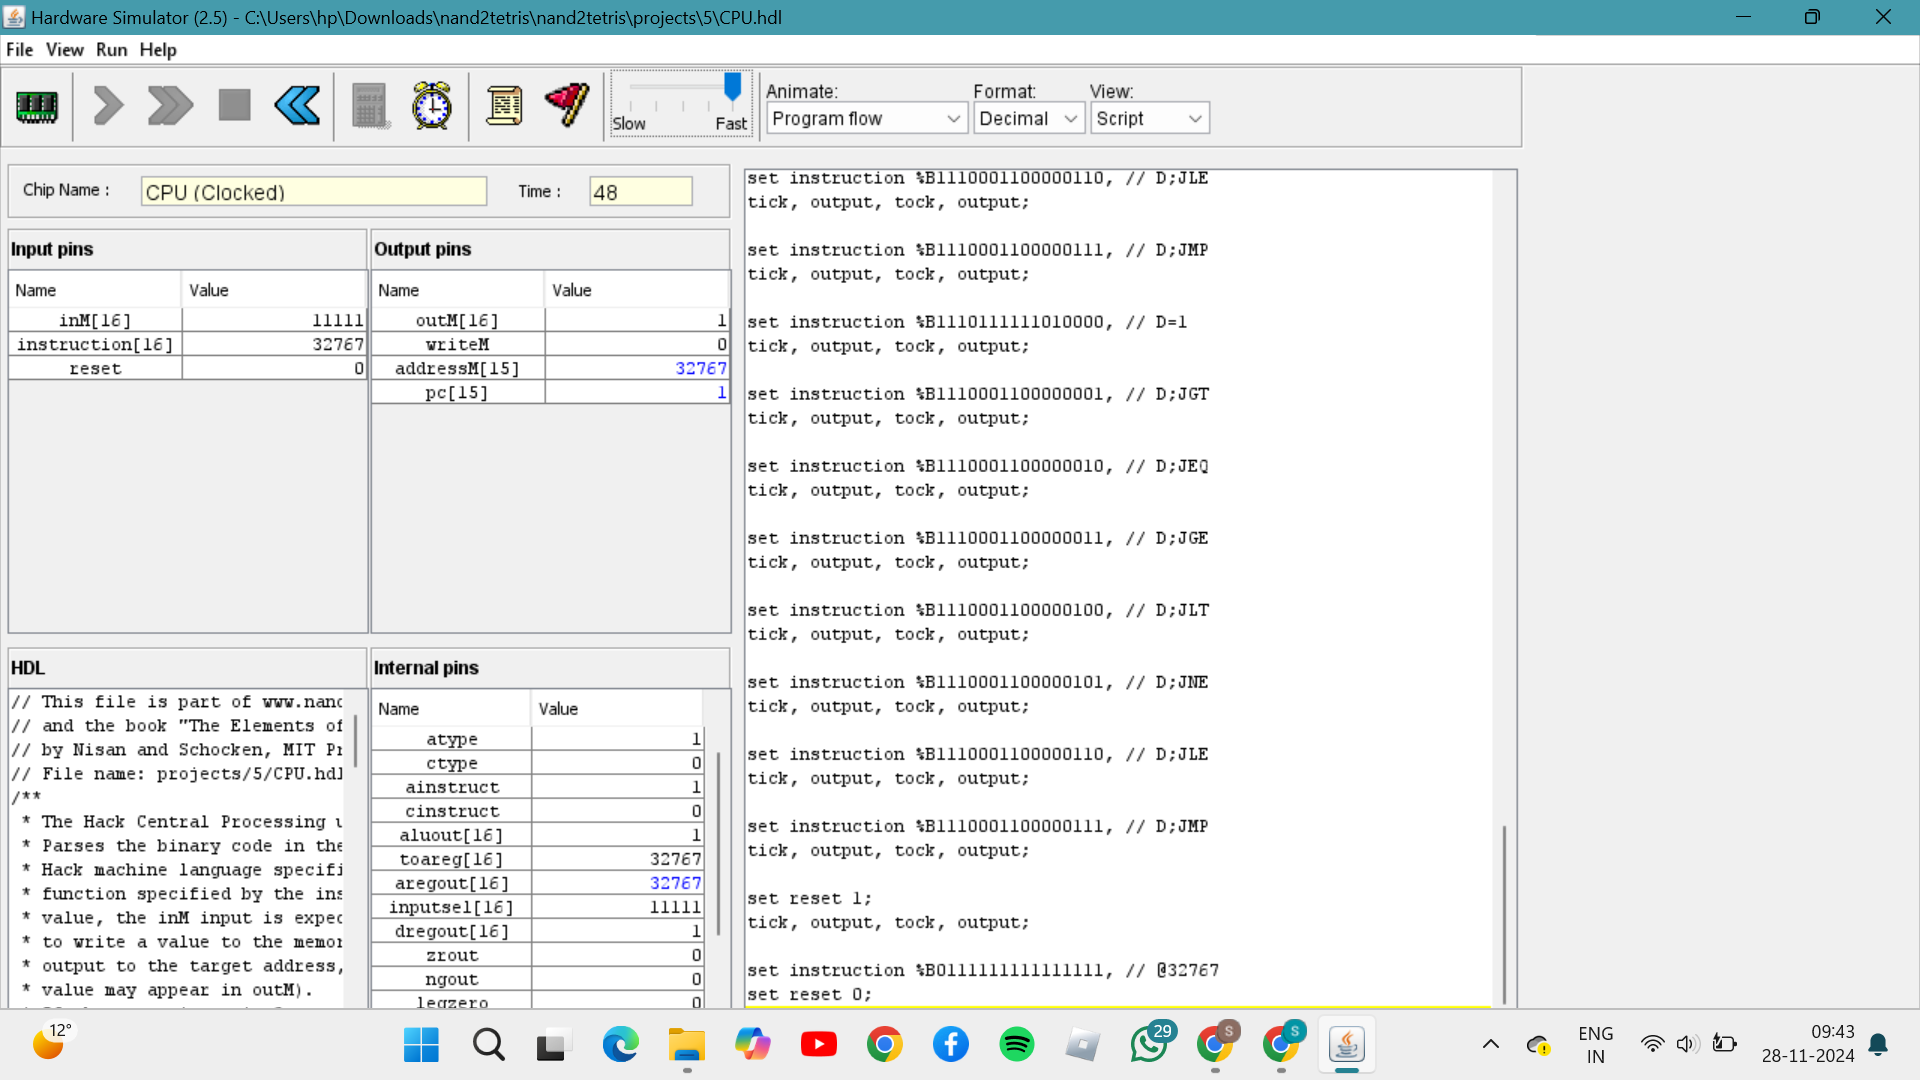 Hardware Simulator (2.5) - C:\Users\hp\Downloads\nand2tetris\nand2tetris\projects\5\CPU.hdl
File View Run Help
Slow Fast
Animate:
Program flow
Format:
Decimal
View:
Script
Chip Name :
CPU (Clocked)
Time :
48
Input pins
Name Value
inM[16] 11111
instruction[16] 32767
reset 0
Output pins
Name Value
outM[16] 1
writeM 0
addressM[15] 32767
pc[15] 1
HDL
// This file is part of www.nand
// and the book "The Elements of
// by Nisan and Schocken, MIT Pr
// File name: projects/5/CPU.hdl
/**
* The Hack Central Processing u
* Parses the binary code in the
* Hack machine language specifi
* function specified by the ins
* value, the inM input is expec
* to write a value to the memor
* output to the target address,
* value may appear in outM).
Internal pins
Name Value
atype 1
ctype 0
ainstruct 1
cinstruct 0
aluout[16] 1
toareg[16] 32767
aregout[16] 32767
inputsel[16] 11111
dregout[16] 1
zrout 0
ngout 0
leqzero 0
set instruction %B1110001100000110, // D;JLE
tick, output, tock, output;
set instruction %B1110001100000111, // D;JMP
tick, output, tock, output;
set instruction %B1110111111010000, // D=1
tick, output, tock, output;
set instruction %B1110001100000001, // D;JGT
tick, output, tock, output;
set instruction %B1110001100000010, // D;JEQ
tick, output, tock, output;
set instruction %B1110001100000011, // D;JGE
tick, output, tock, output;
set instruction %B1110001100000100, // D;JLT
tick, output, tock, output;
set instruction %B1110001100000101, // D;JNE
tick, output, tock, output;
set instruction %B1110001100000110, // D;JLE
tick, output, tock, output;
set instruction %B1110001100000111, // D;JMP
tick, output, tock, output;
set reset 1;
tick, output, tock, output;
set instruction %B0111111111111111, // @32767
set reset 0;
12°
29
S
S
ENG
IN
09:43
28-11-2024